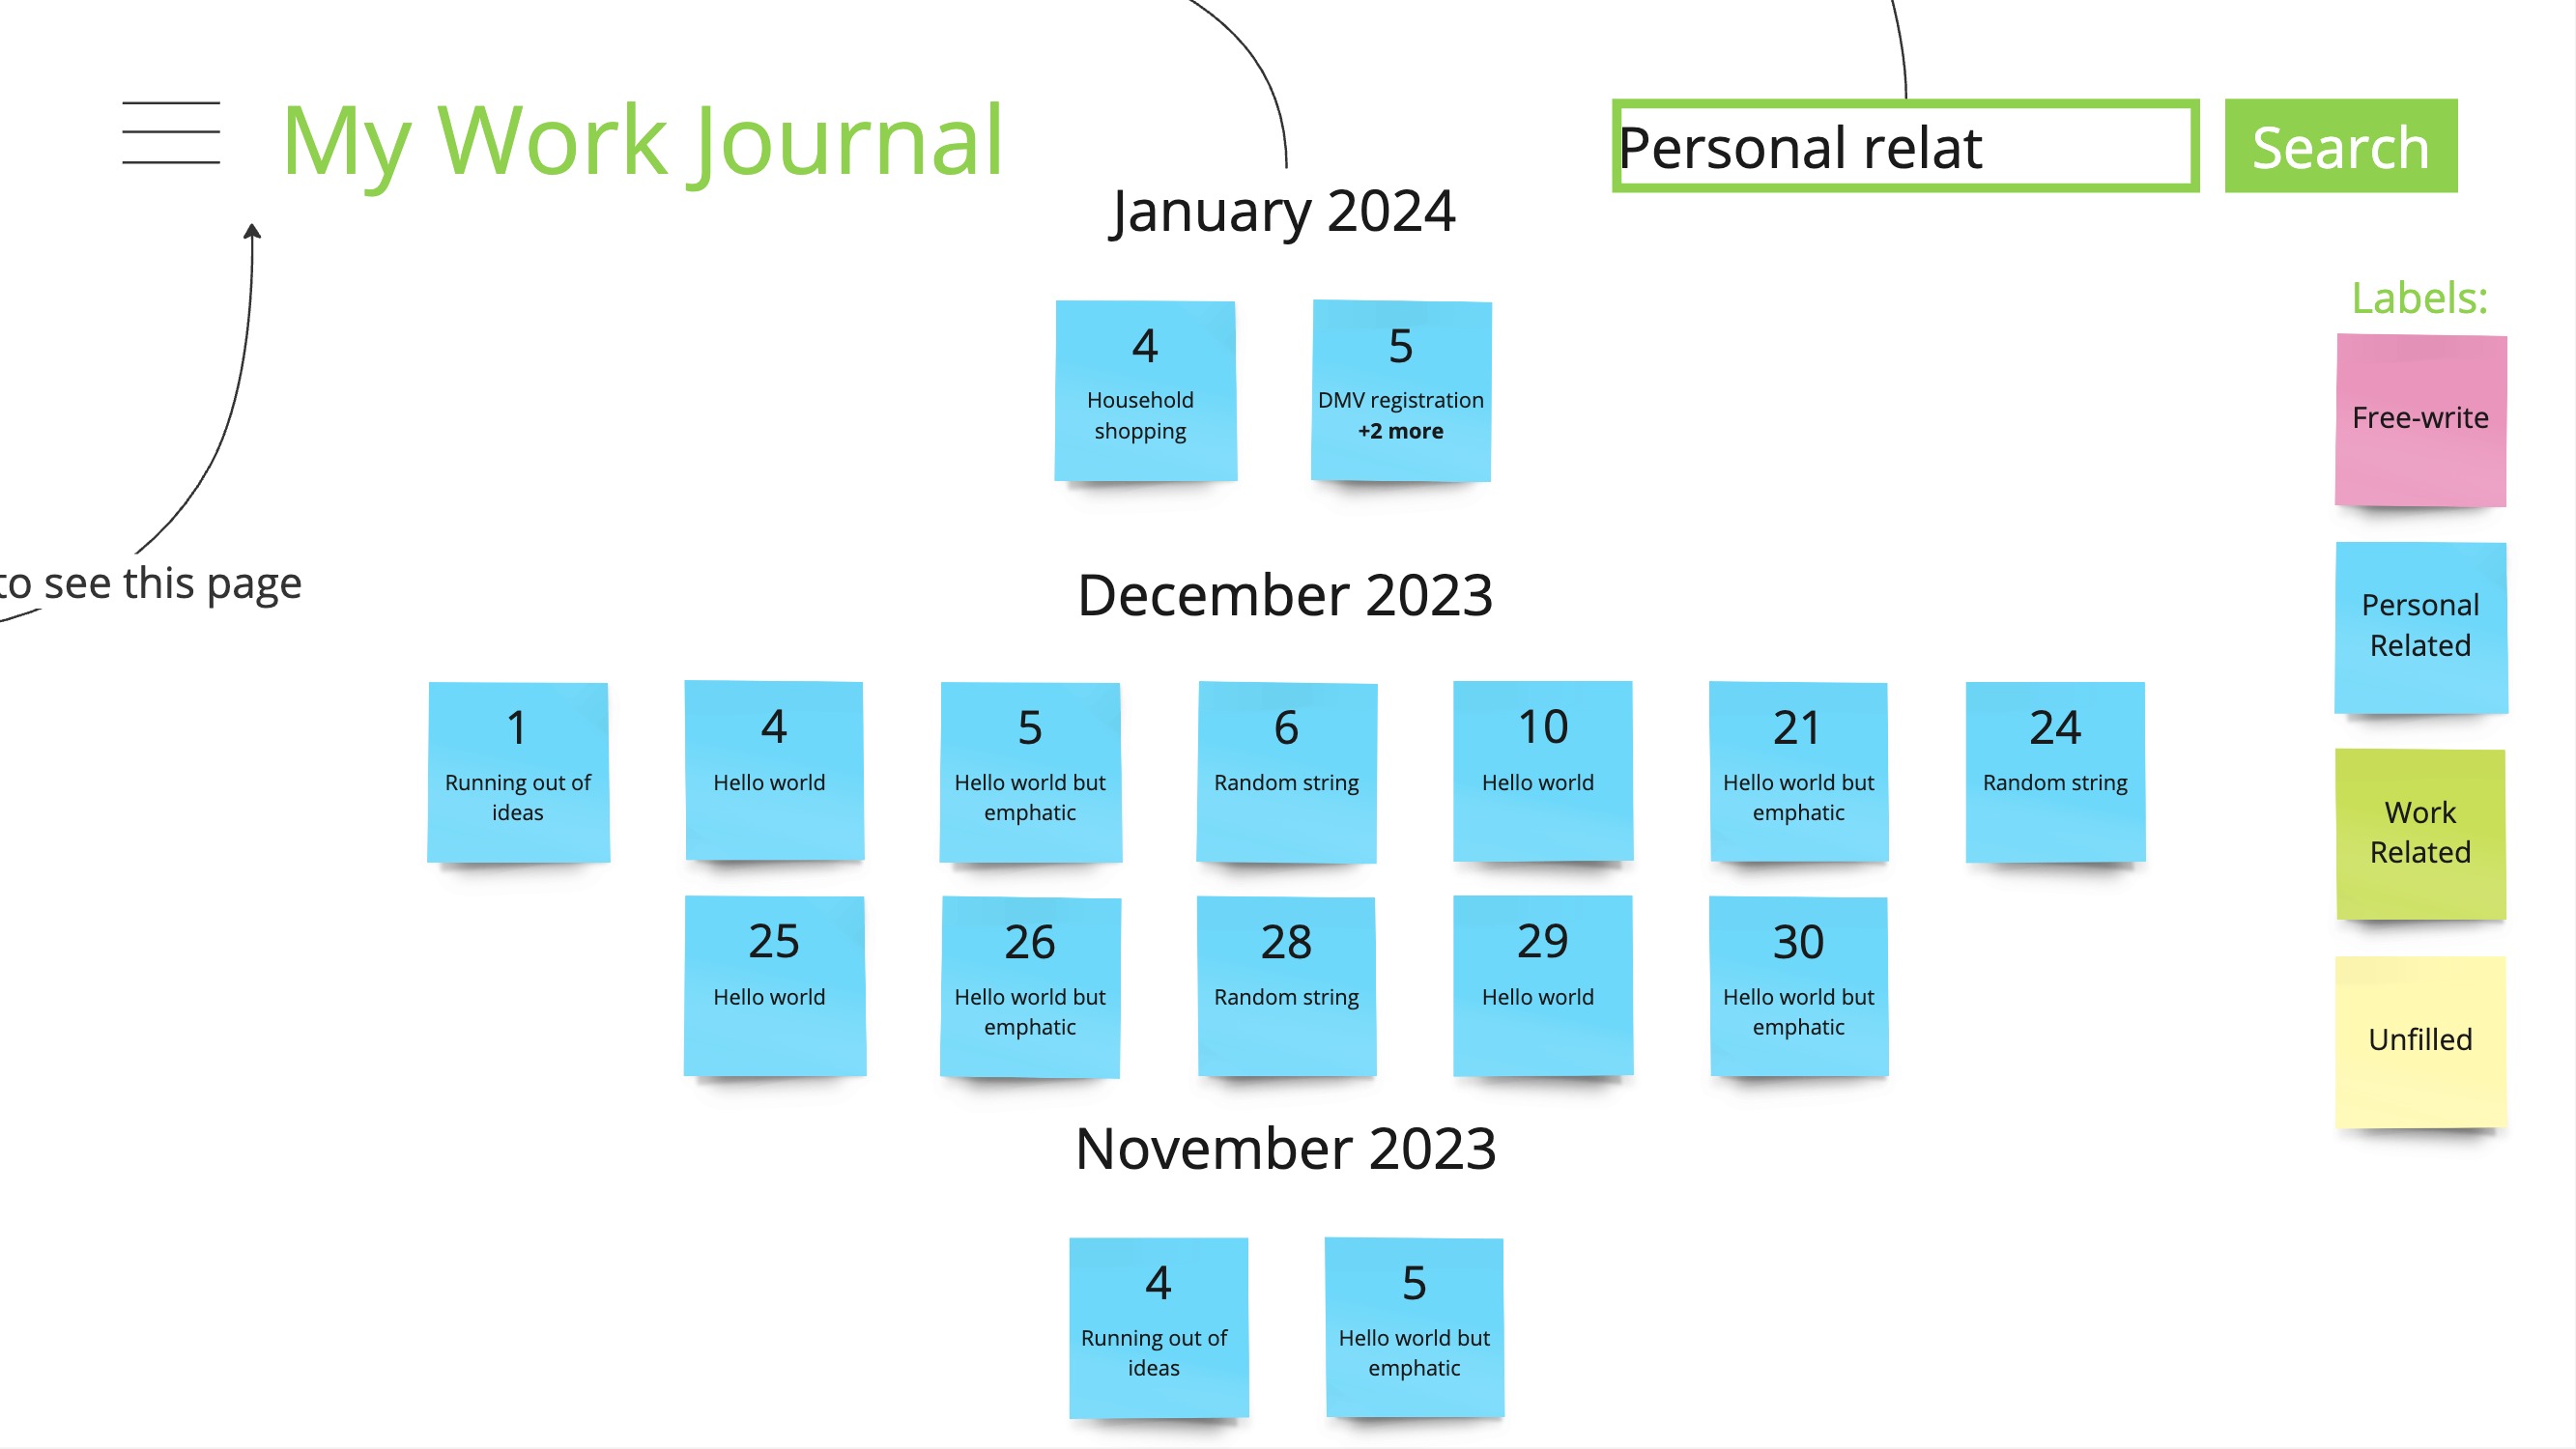 My Work Journal
Personal relat
Search
January 2024
Labels:
4
Household
shopping
5
DMV registration
+2 more
Free-write
to see this page
December 2023
Personal
Related
1
Running out of
ideas
4
Hello world
5
Hello world but
emphatic
6
Random string
10
Hello world
21
Hello world but
emphatic
24
Random string
Work
Related
25
Hello world
26
Hello world but
emphatic
28
Random string
29
Hello world
30
Hello world but
emphatic
Unfilled
November 2023
4
Running out of
ideas
5
Hello world but
emphatic